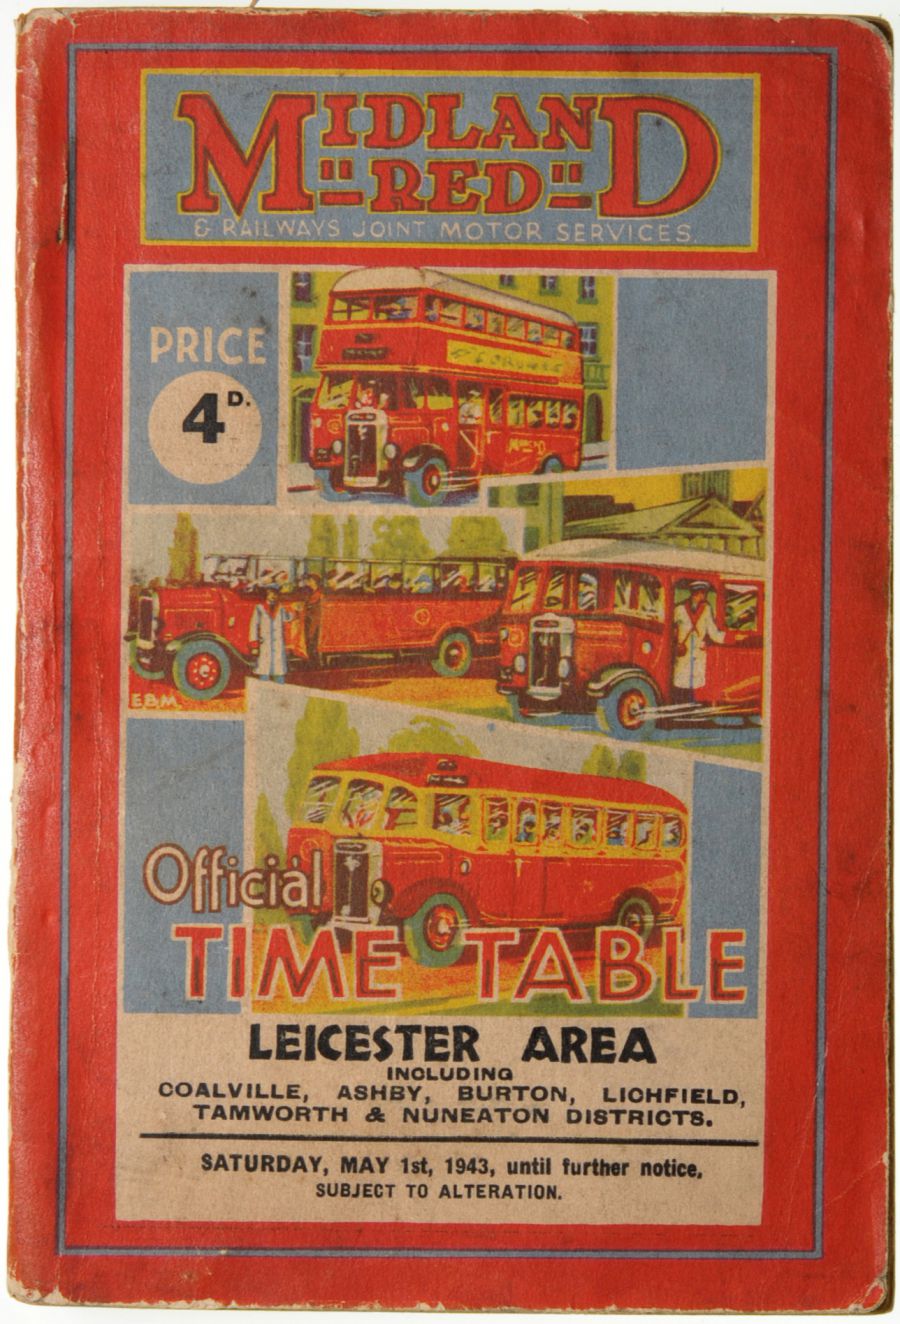 MIDLAND
"RED"
& RAILWAYS JOINT MOTOR SERVICES.
PRICE
4D.
E.B.M.
Official
TIME TABLE
LEICESTER AREA
INCLUDING
COALVILLE, ASHBY, BURTON, LICHFIELD,
TAMWORTH & NUNEATON DISTRICTS.
SATURDAY, MAY 1st, 1943, until further notice.
SUBJECT TO ALTERATION.